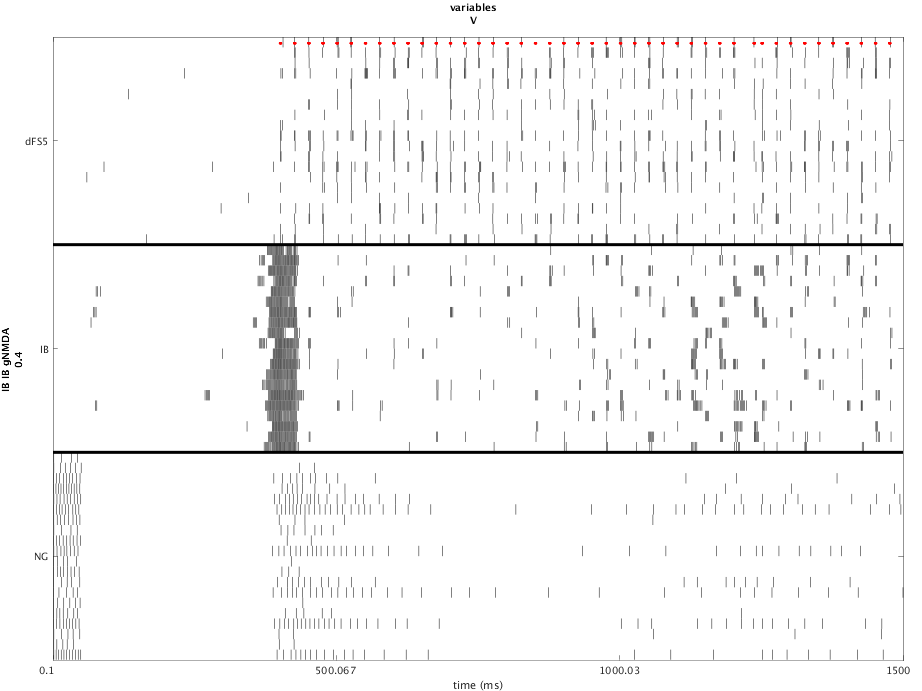 variables
V
dFS5
IB
NG
IB IB gNMDA
0.4
0.1
500.067
1000.03
1500
time (ms)